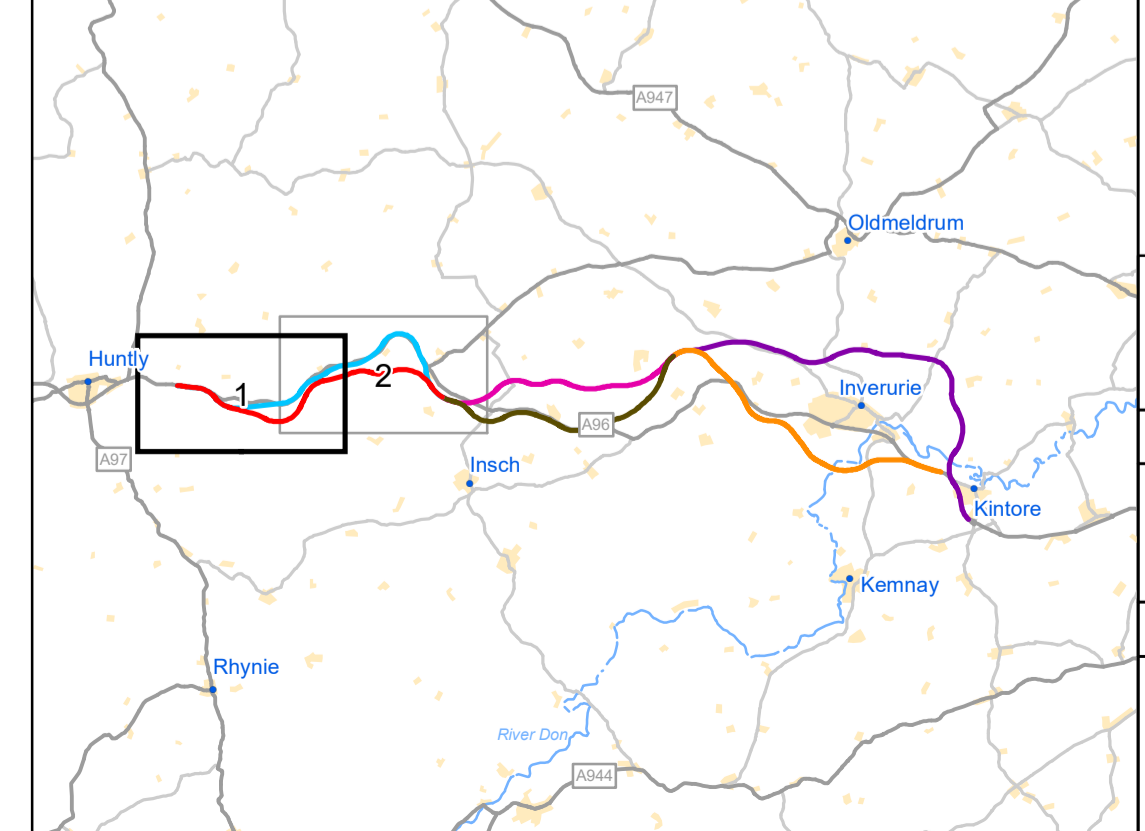 A947
Oldmeldrum
Huntly
1
2
Inverurie
A96
A97
Insch
Kintore
Kemnay
Rhynie
River Don
A944